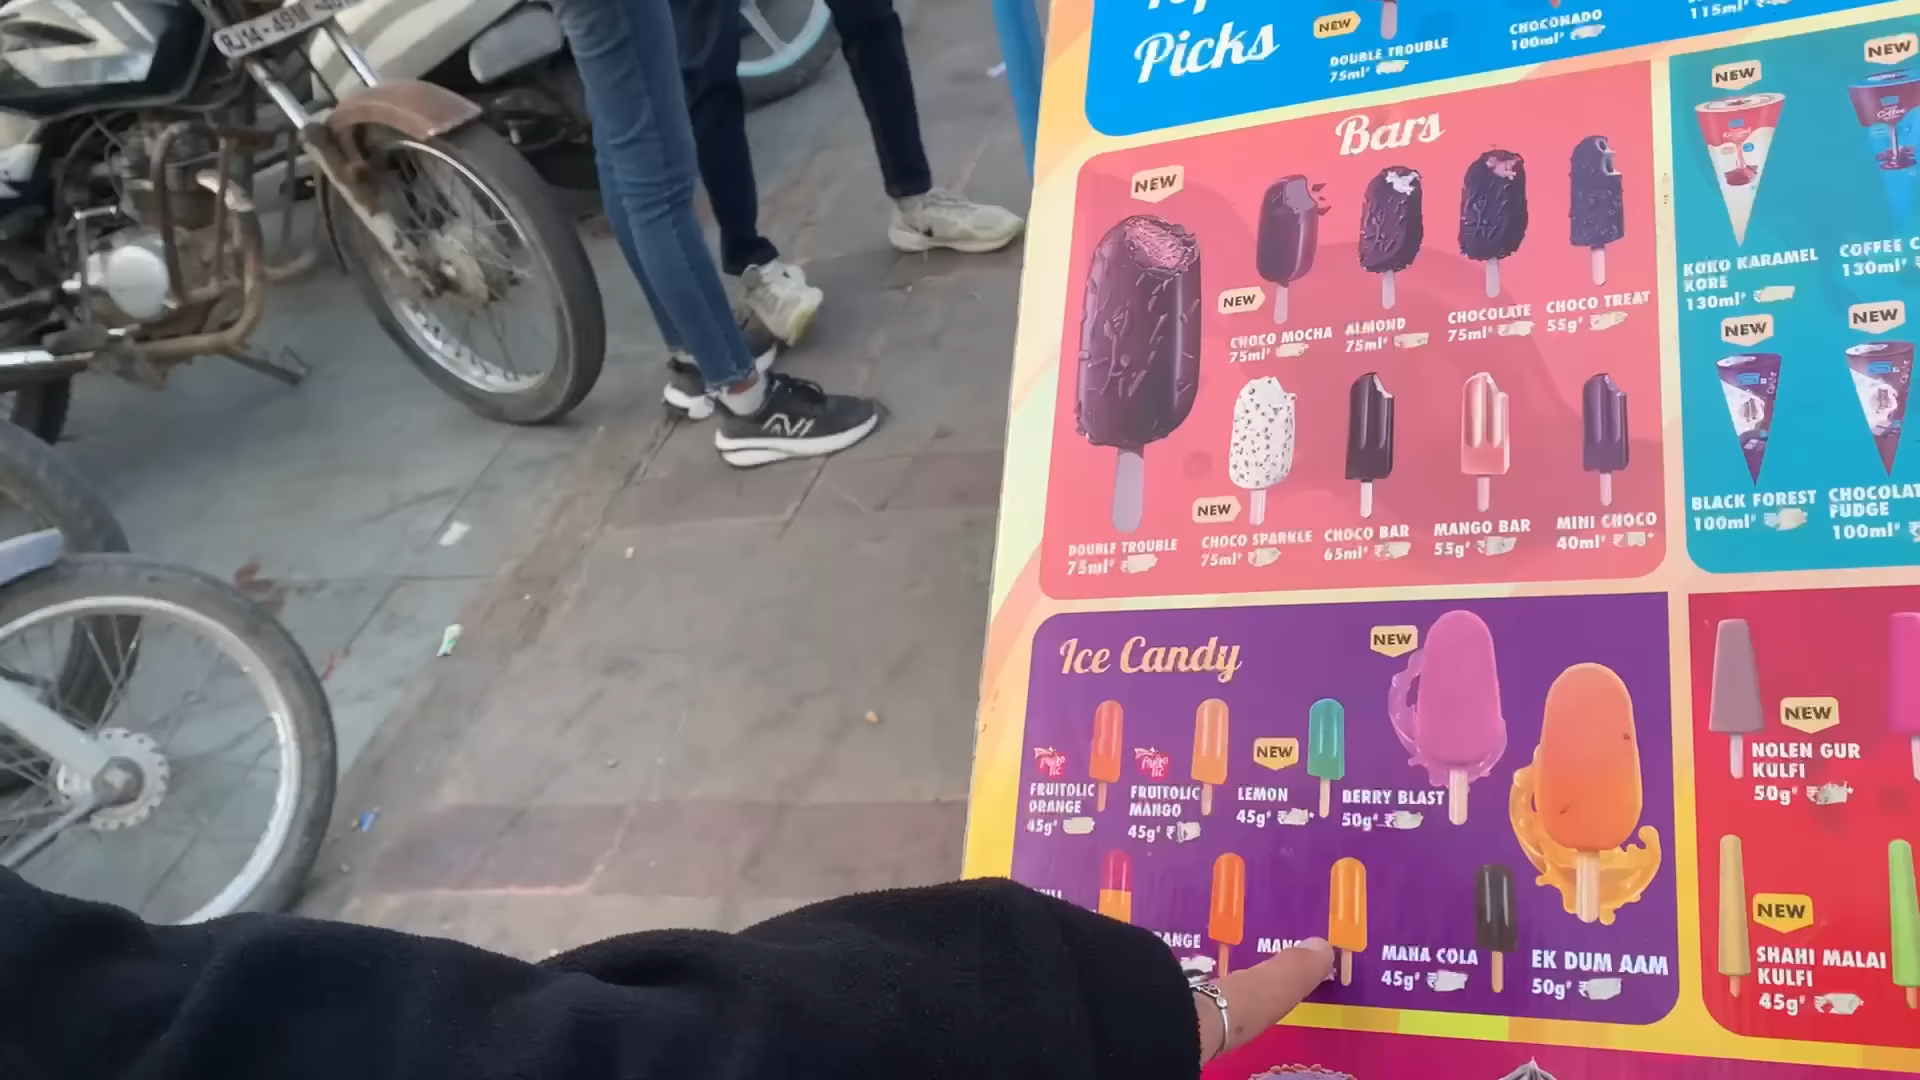 Picks
NEW
DOUBLE TROUBLE
75ml*
CHOKONADO
100ml*
115ml*
Bars
NEW
NEW
CHOCO MOCHA
75ml*
ALMOND
75ml*
CHOCOLATE
75ml* ₹
CHOCO TREAT
55g* ₹
DOUBLE TROUBLE
75ml* ₹
NEW
CHOCO SPARKLE
75ml* ₹
CHOCO BAR
65ml* ₹
MANGO BAR
55g* ₹
MINI CHOCO
40ml* ₹
NEW
KOKO KARAMEL
KORE
130ml* ₹
NEW
COFFEE
130ml*
NEW
BLACK FOREST
100ml* ₹
NEW
FUDGE
100ml*
Ice Candy
FRUITOLIC
ORANGE
45g*
FRUITOLIC
MANGO
45g* ₹
NEW
LEMON
45g* ₹
NEW
BERRY BLAST
50g* ₹
MAHA COLA
45g* ₹
EK DUM AAM
50g* ₹
NEW
NOLEN GUR
KULFI
50g* ₹
NEW
SHAHI MALAI
KULFI
45g* ₹